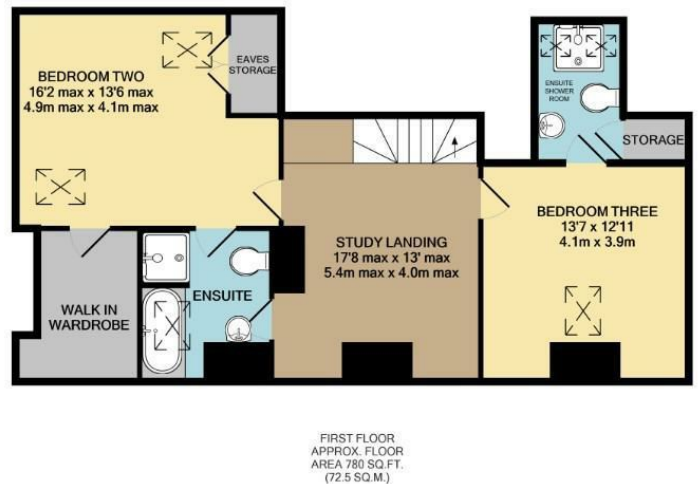 BEDROOM TWO
16'2 max x 13'6 max
4.9m max x 4.1m max
EAVES
STORAGE
ENSUITE
SHOWER
ROOM
STORAGE
BEDROOM THREE
13'7 x 12'11
4.1m x 3.9m
STUDY LANDING
17'8 max x 13' max
5.4m max x 4.0m max
WALK IN
WARDROBE
ENSUITE
FIRST FLOOR
APPROX. FLOOR
AREA 780 SQ.FT.
(72.5 SQ.M.)